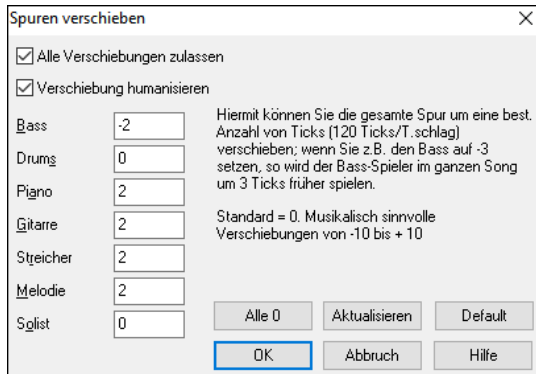 Spuren verschieben
Alle Verschiebungen zulassen
Verschiebung humanisieren
Bass -2
Drums 0
Piano 2
Gitarre 2
Streicher 2
Melodie 2
Solist 0
Hiermit können Sie die gesamte Spur um eine best.
Anzahl von Ticks (120 Ticks/T.schlag)
verschieben; wenn Sie z.B. den Bass auf -3
setzen, so wird der Bass-Spieler im ganzen Song
um 3 Ticks früher spielen.
Standard = 0. Musikalisch sinnvolle
Verschiebungen von -10 bis + 10
Alle 0 Aktualisieren Default
OK Abbruch Hilfe